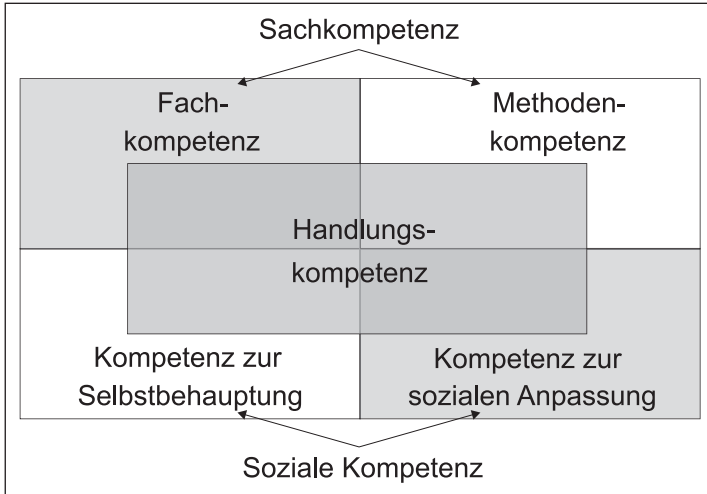 Sachkompetenz
Fach-
kompetenz
Methoden-
kompetenz
Handlungs-
kompetenz
Kompetenz zur
Selbstbehauptung
Kompetenz zur
sozialen Anpassung
Soziale Kompetenz